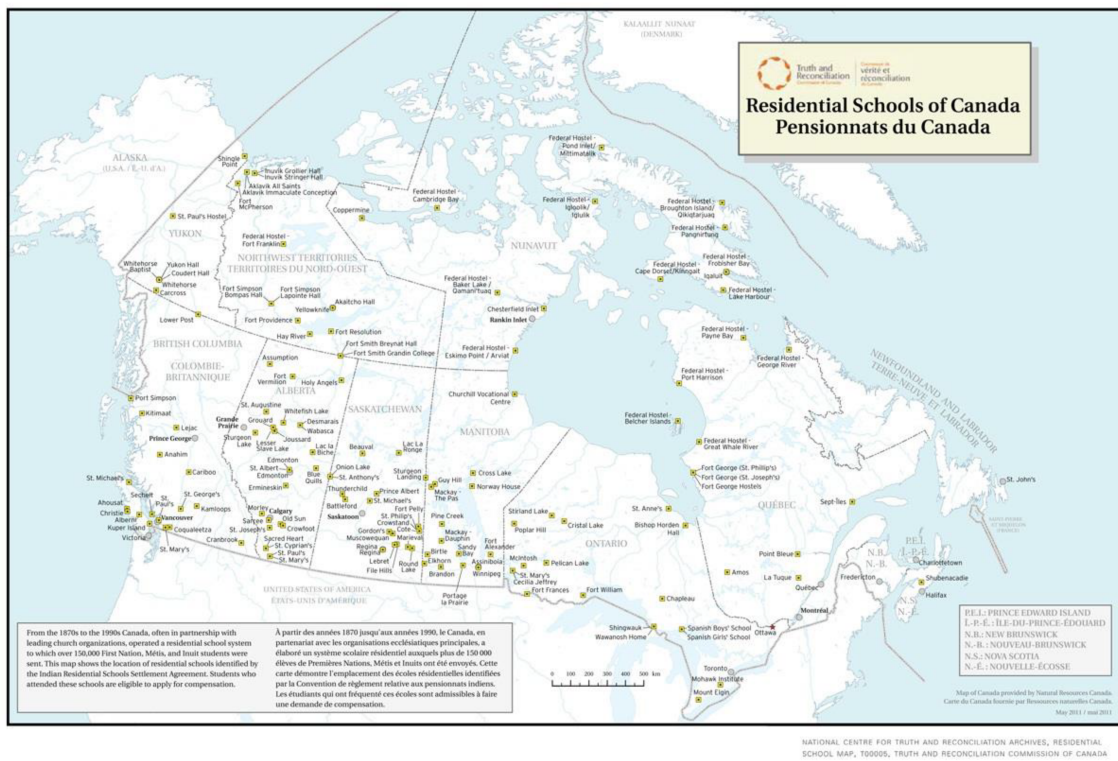 KALAALLIT NUNAAT
(DENMARK)
Truth and
Reconciliation
Commission of Canada
Commission de
vérité et
réconciliation
du Canada
Residential Schools of Canada
Pensionnats du Canada
ALASKA
(U.S.A. / É.-U. d'A.)
Shingle
Point
Inuvik Grollier Hall
Inuvik Stringer Hall
Aklavik All Saints
Aklavik Immaculate Conception
Fort
McPherson
St. Paul's Hostel
YUKON
Federal Hostel -
Fort Franklin
NORTHWEST TERRITORIES
TERRITOIRES DU NORD-OUEST
Coppermine
Federal Hostel -
Cambridge Bay
Federal Hostel -
Pond Inlet/
Mittimatalik
Federal Hostel -
Igloolik/
Iglulik
Federal Hostel -
Broughton Island/
Qikiqtarjuaq
Federal Hostel -
Pangnirtung
NUNAVUT
Federal Hostel -
Cape Dorset/Kinngait
Federal Hostel -
Frobisher Bay
Iqaluit
Federal Hostel -
Lake Harbour
Federal Hostel -
Baker Lake /
Qamani'tuaq
Chesterfield Inlet
Rankin Inlet
Federal Hostel -
Eskimo Point / Arviat
Whitehorse
Baptist
Yukon Hall
Coudert Hall
Whitehorse
Carcross
Lower Post
Fort Simpson
Bompas Hall
Fort Simpson
Lapointe Hall
Akaitcho Hall
Yellowknife
Fort Providence
Hay River
Fort Resolution
Fort Smith Breynat Hall
Fort Smith Grandin College
BRITISH COLUMBIA
COLOMBIE-
BRITANNIQUE
Port Simpson
Kitimaat
Lejac
Prince George
Anahim
Cariboo
St. Michael's
Sechelt
St.
Paul's
St. George's
Kamloops
Ahousat
Christie
Alberni
Kuper Island
Vancouver
Coqualeetza
Victoria
St. Mary's
Cranbrook
Assumption
Fort
Vermilion
Holy Angels
ALBERTA
St. Augustine
Grande
Prairie
Grouard
Whitefish Lake
Desmarais
Wabasca
Sturgeon
Lake
Lesser
Slave Lake
Joussard
Lac la
Biche
Edmonton
St. Albert
Edmonton
Blue
Quills
Ermineskin
Morley
Calgary
Sarcee
Old Sun
Crowfoot
St. Joseph's
Sacred Heart
St. Cyprian's
St. Paul's
St. Mary's
SASKATCHEWAN
Beauval
Lac La
Ronge
Onion Lake
St. Anthony's
Thunderchild
Battleford
Prince Albert
St. Michael's
Sturgeon
Landing
Saskatoon
Fort Pelly
St. Philip's
Crowstand
Gordon's
Cote
Muscowequan
Marieval
Regina
Regina
Lebret
File Hills
Round
Lake
MANITOBA
Churchill Vocational
Centre
Guy Hill
Mackay -
The Pas
Cross Lake
Norway House
Pine Creek
Mackay -
Dauphin
Sandy
Bay
Fort
Alexander
Birtle
Elkhorn
Brandon
Assiniboia
Winnipeg
Portage
la Prairie
Federal Hostel -
Payne Bay
Federal Hostel -
George River
Federal Hostel -
Port Harrison
Federal Hostel -
Belcher Islands
Federal Hostel -
Great Whale River
Fort George (St. Phillip's)
Fort George (St. Joseph's)
Fort George Hostels
QUÉBEC
Sept-Îles
Point Bleue
Amos
La Tuque
Québec
Montréal
ONTARIO
St. Anne's
Bishop Horden
Hall
Stirland Lake
Cristal Lake
Poplar Hill
McIntosh
Pelican Lake
St. Mary's
Cecilia Jeffrey
Fort Frances
Fort William
Chapleau
Shingwauk
Wawanosh Home
Spanish Boys' School
Spanish Girls' School
Ottawa
Toronto
Mohawk Institute
Mount Elgin
NEWFOUNDLAND AND LABRADOR
TERRE-NEUVE ET LABRADOR
St. John's
SAINT-PIERRE
ET MIQUELON
(FRANCE)
P.E.I.
Î.-P.-É.
Charlottetown
N.B.
N.-B.
Fredericton
Shubenacadie
Halifax
N.S.
N.-É.
UNITED STATES OF AMERICA
ÉTATS-UNIS D'AMÉRIQUE
From the 1870s to the 1990s Canada, often in partnership with
leading church organizations, operated a residential school system
to which over 150,000 First Nation, Métis, and Inuit students were
sent. This map shows the location of residential schools identified by
the Indian Residential Schools Settlement Agreement. Students who
attended these schools are eligible to apply for compensation.
À partir des années 1870 jusqu'aux années 1990, le Canada, en
partenariat avec les organisations ecclésiastiques principales, a
élaboré un système scolaire résidentiel auxquels plus de 150 000
élèves de Premières Nations, Métis et Inuits ont été envoyés. Cette
carte démontre l'emplacement des écoles résidentielles identifiées
par la Convention de règlement relative aux pensionnats indiens.
Les étudiants qui ont fréquenté ces écoles sont admissibles à faire
une demande de compensation.
0 100 200 300 400 500 km
P.E.I.: PRINCE EDWARD ISLAND
Î.-P.-É. : ÎLE-DU-PRINCE-ÉDOUARD
N.B.: NEW BRUNSWICK
N.-B. : NOUVEAU-BRUNSWICK
N.S.: NOVA SCOTIA
N.-É. : NOUVELLE-ÉCOSSE
Map of Canada provided by Natural Resources Canada.
Carte du Canada fournie par Ressources naturelles Canada.
May 2011 / mai 2011
NATIONAL CENTRE FOR TRUTH AND RECONCILIATION ARCHIVES, RESIDENTIAL
SCHOOL MAP, T00005, TRUTH AND RECONCILIATION COMMISSION OF CANADA